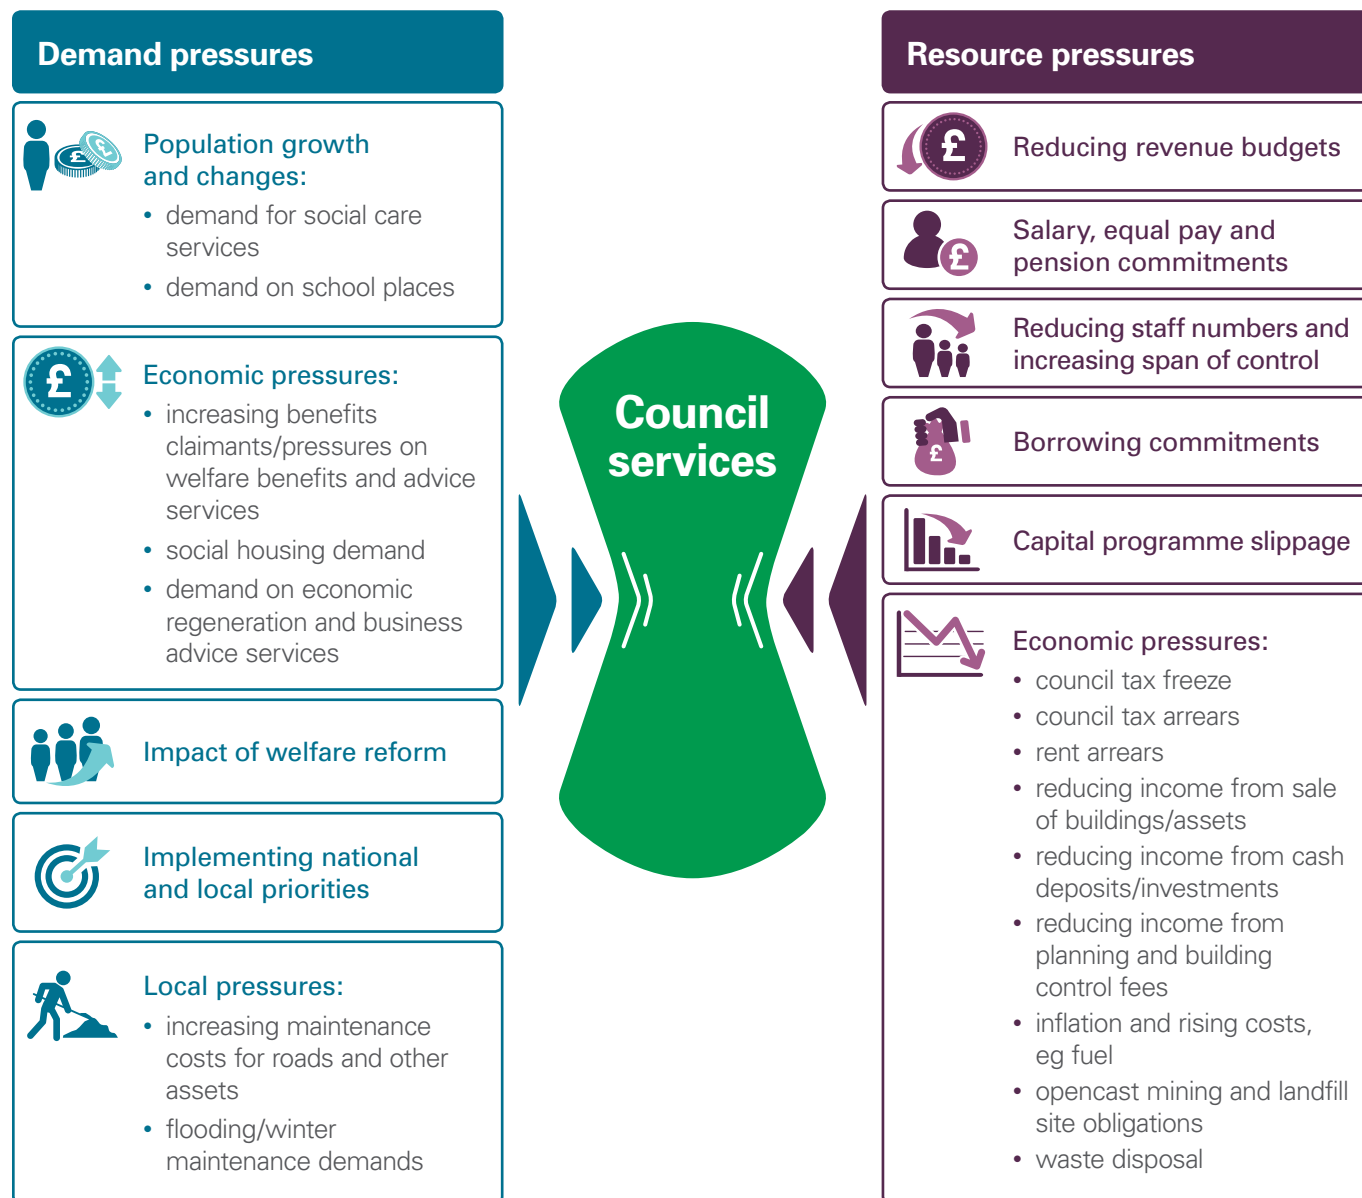 Demand pressures
Population growth
and changes:
• demand for social care
services
• demand on school places
£
Economic pressures:
• increasing benefits
claimants/pressures on
welfare benefits and advice
services
• social housing demand
• demand on economic
regeneration and business
advice services
Impact of welfare reform
Implementing national
and local priorities
Local pressures:
• increasing maintenance
costs for roads and other
assets
• flooding/winter
maintenance demands
Council
services
Resource pressures
£
Reducing revenue budgets
£
Salary, equal pay and
pension commitments
Reducing staff numbers and
increasing span of control
£
Borrowing commitments
Capital programme slippage
Economic pressures:
• council tax freeze
• council tax arrears
• rent arrears
• reducing income from sale
of buildings/assets
• reducing income from cash
deposits/investments
• reducing income from
planning and building
control fees
• inflation and rising costs,
eg fuel
• opencast mining and landfill
site obligations
• waste disposal